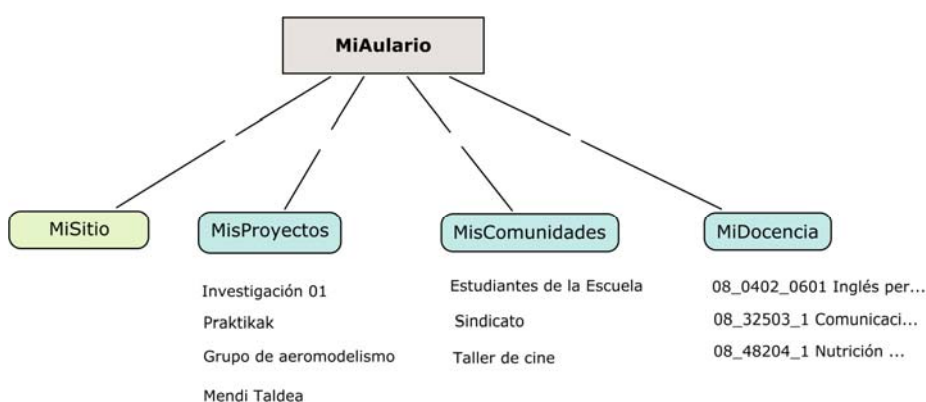 MiAulario
MiSitio
MisProyectos
MisComunidades
MiDocencia
Investigación 01
Praktikak
Grupo de aeromodelismo
Mendi Taldea
Estudiantes de la Escuela
Sindicato
Taller de cine
08_0402_0601 Inglés per...
08_32503_1 Comunicaci...
08_48204_1 Nutrición ...